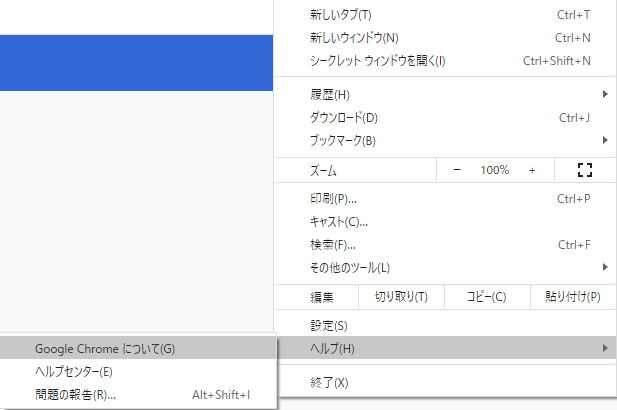 新しいタブ(T) Ctrl+T
新しいウィンドウ(N) Ctrl+N
シークレット ウィンドウを開く(I) Ctrl+Shift+N
履歴(H)
ダウンロード(D) Ctrl+J
ブックマーク(B)
ズーム − 100% +
印刷(P)... Ctrl+P
キャスト(C)...
検索(F)... Ctrl+F
その他のツール(L)
編集 切り取り(T) コピー(C) 貼り付け(P)
設定(S)
ヘルプ(H)
Google Chrome について(G)
ヘルプセンター(E)
問題の報告(R)... Alt+Shift+I
終了(X)